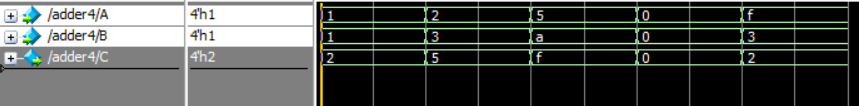 /adder4/A 4'h1 1 2 5 0 f
/adder4/B 4'h1 1 3 a 0 3
/adder4/C 4'h2 2 5 f 0 2